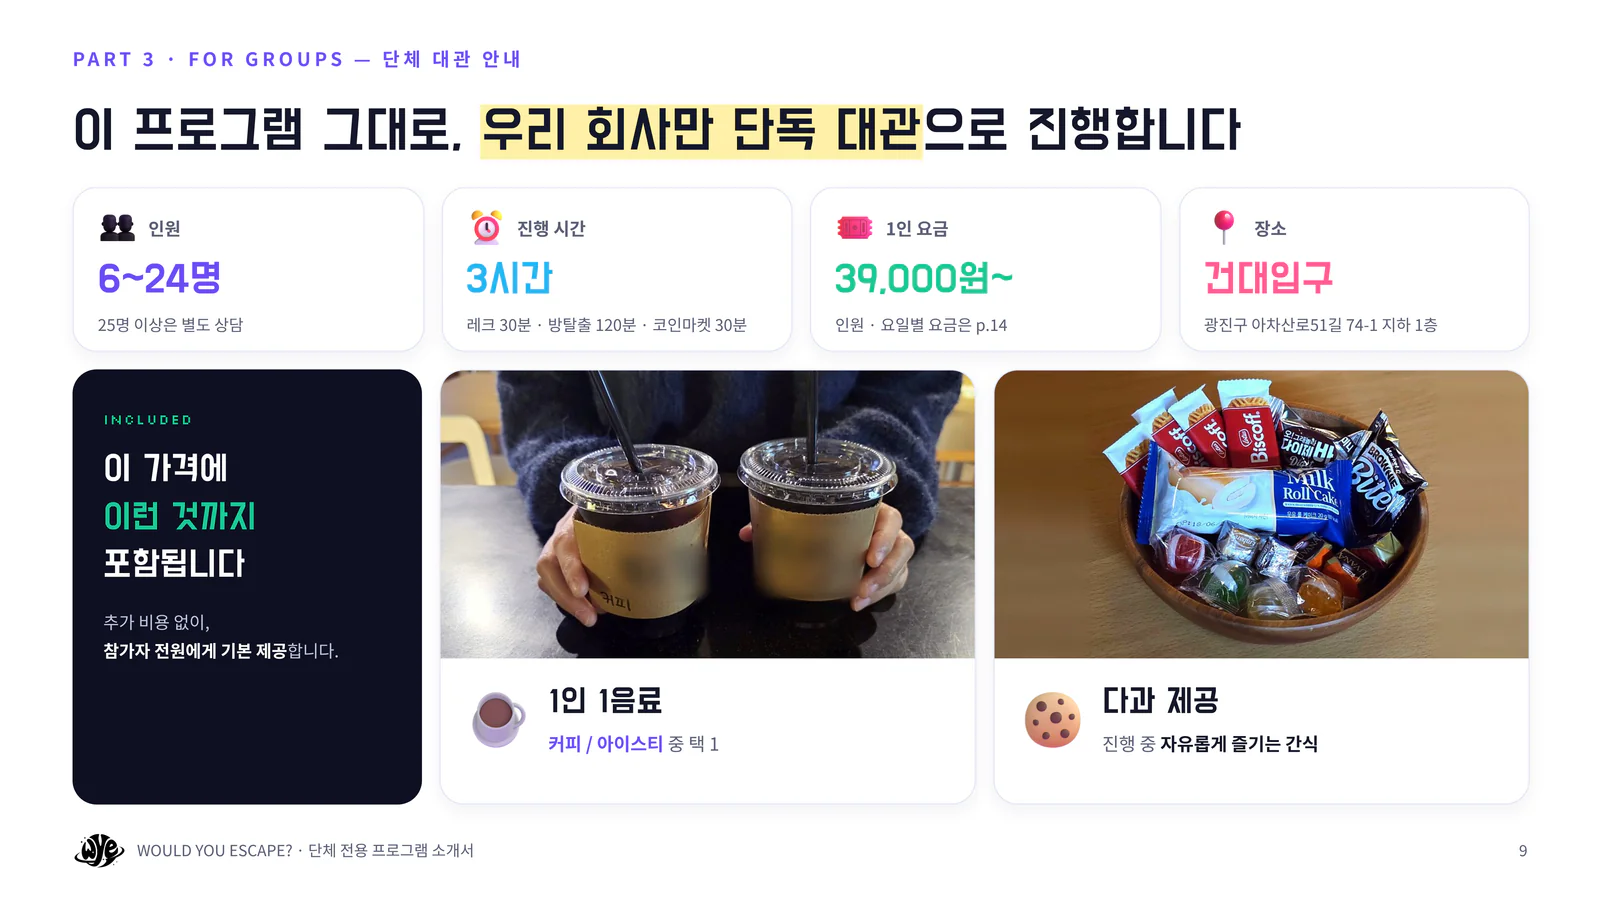 PART 3 · FOR GROUPS — 단체 대관 안내
이 프로그램 그대로, 우리 회사만 단독 대관으로 진행합니다
인원
6~24명
25명 이상은 별도 상담
진행 시간
3시간
레크 30분 · 방탈출 120분 · 코인마켓 30분
1인 요금
39,000원~
인원 · 요일별 요금은 p.14
장소
건대입구
광진구 아차산로51길 74-1 지하 1층
INCLUDED
이 가격에
이런 것까지
포함됩니다
추가 비용 없이,
참가자 전원에게 기본 제공합니다.
커피
1인 1음료
커피 / 아이스티 중 택 1
Biscoff
Milk
Roll Cake
다과 제공
진행 중 자유롭게 즐기는 간식
wye
WOULD YOU ESCAPE? · 단체 전용 프로그램 소개서
9